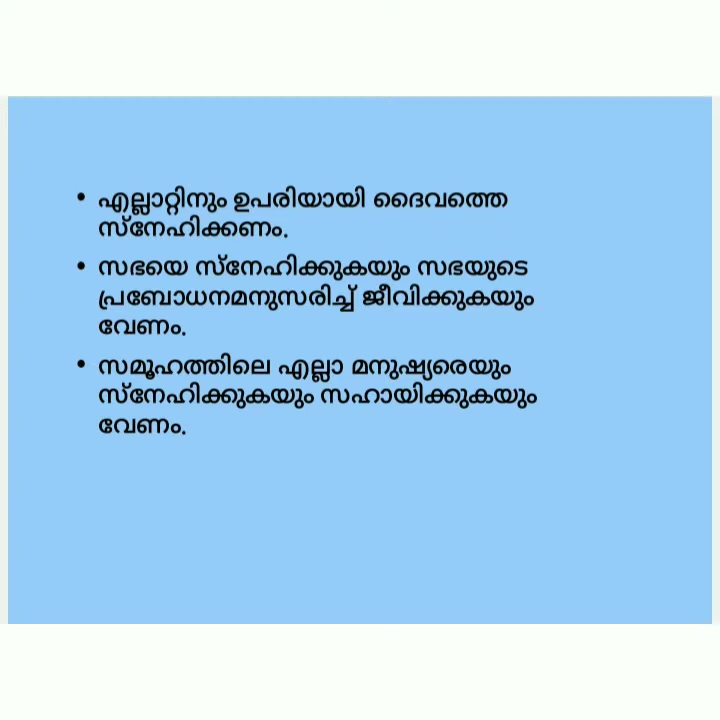 • എല്ലാറ്റിനും ഉപരിയായി ദൈവത്തെ
സ്നേഹിക്കണം.
• സഭയെ സ്നേഹിക്കുകയും സഭയുടെ
പ്രബോധനമനുസരിച്ച് ജീവിക്കുകയും
വേണം.
• സമൂഹത്തിലെ എല്ലാ മനുഷ്യരെയും
സ്നേഹിക്കുകയും സഹായിക്കുകയും
വേണം.